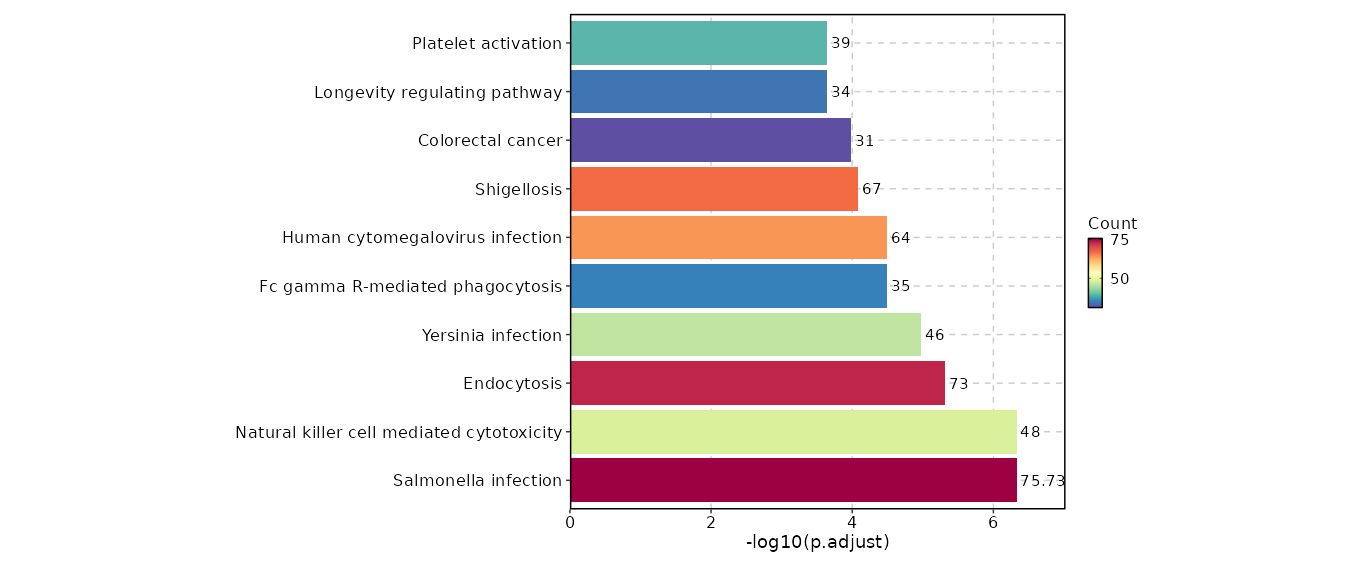 Platelet activation 39
Longevity regulating pathway 34
Colorectal cancer 31
Shigellosis 67
Human cytomegalovirus infection 64
Fc gamma R-mediated phagocytosis 35
Yersinia infection 46
Endocytosis 73
Natural killer cell mediated cytotoxicity 48
Salmonella infection 75.73
0 2 4 6
-log10(p.adjust)
Count
75
50